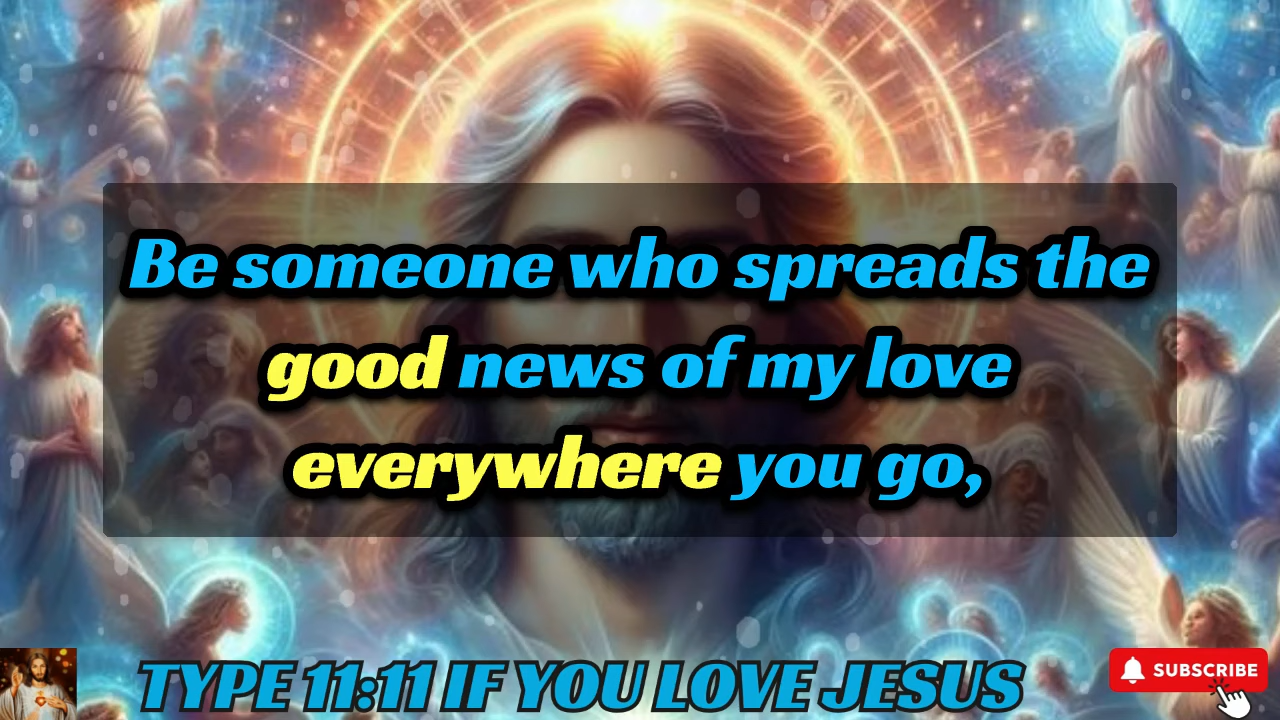 Be someone who spreads the
good news of my love
everywhere you go,
TYPE 11:11 IF YOU LOVE JESUS
SUBSCRIBE